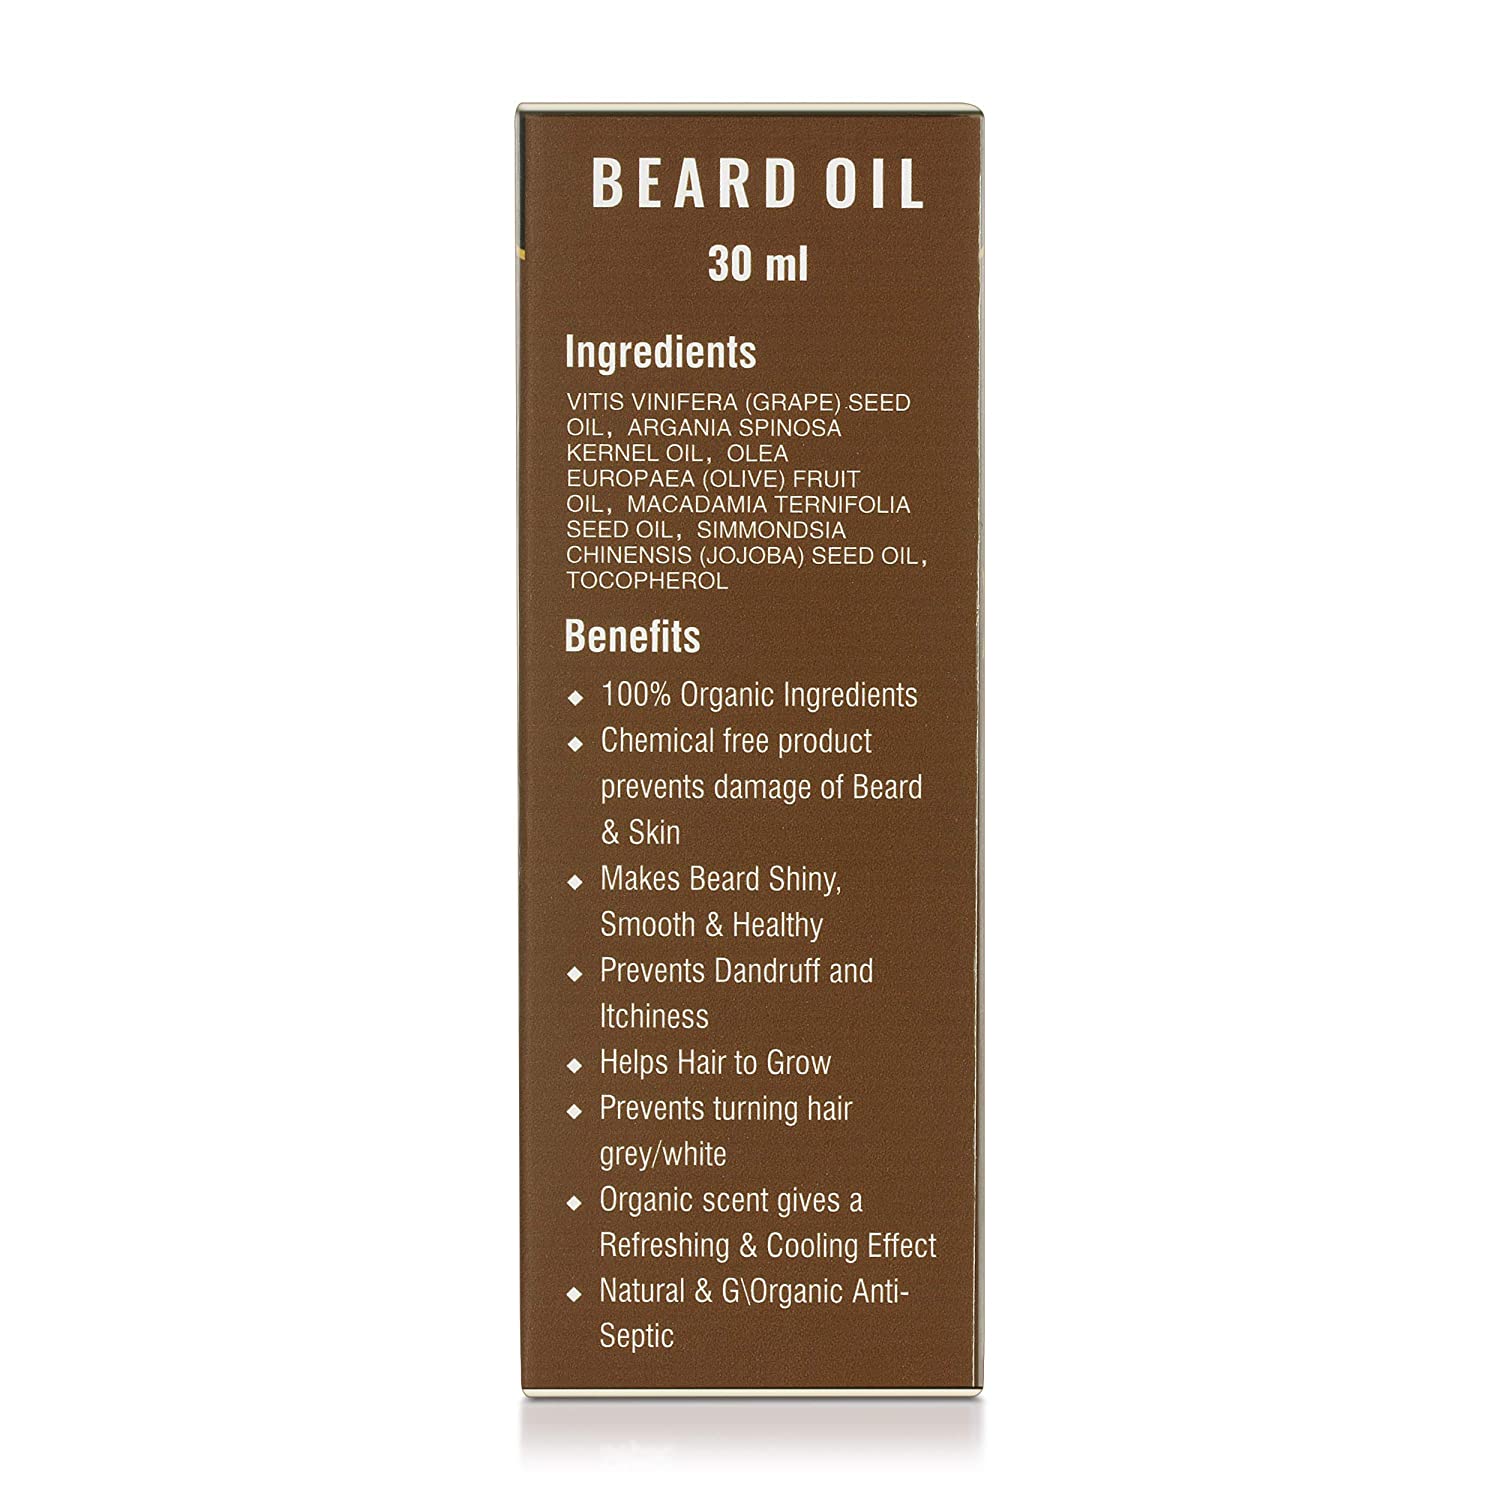 BEARD OIL
30 ml
Ingredients
VITIS VINIFERA (GRAPE) SEED
OIL, ARGANIA SPINOSA
KERNEL OIL, OLEA
EUROPAEA (OLIVE) FRUIT
OIL, MACADAMIA TERNIFOLIA
SEED OIL, SIMMONDSIA
CHINENSIS (JOJOBA) SEED OIL,
TOCOPHEROL
Benefits
◆ 100% Organic Ingredients
◆ Chemical free product
prevents damage of Beard
& Skin
◆ Makes Beard Shiny,
Smooth & Healthy
◆ Prevents Dandruff and
Itchiness
◆ Helps Hair to Grow
◆ Prevents turning hair
grey/white
◆ Organic scent gives a
Refreshing & Cooling Effect
◆ Natural & G\Organic Anti-
Septic